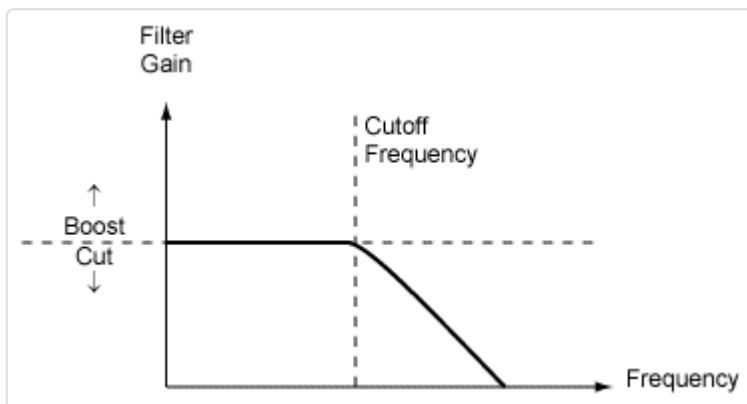 Filter
Gain
Cutoff
Frequency
↑
Boost
Cut
↓
Frequency